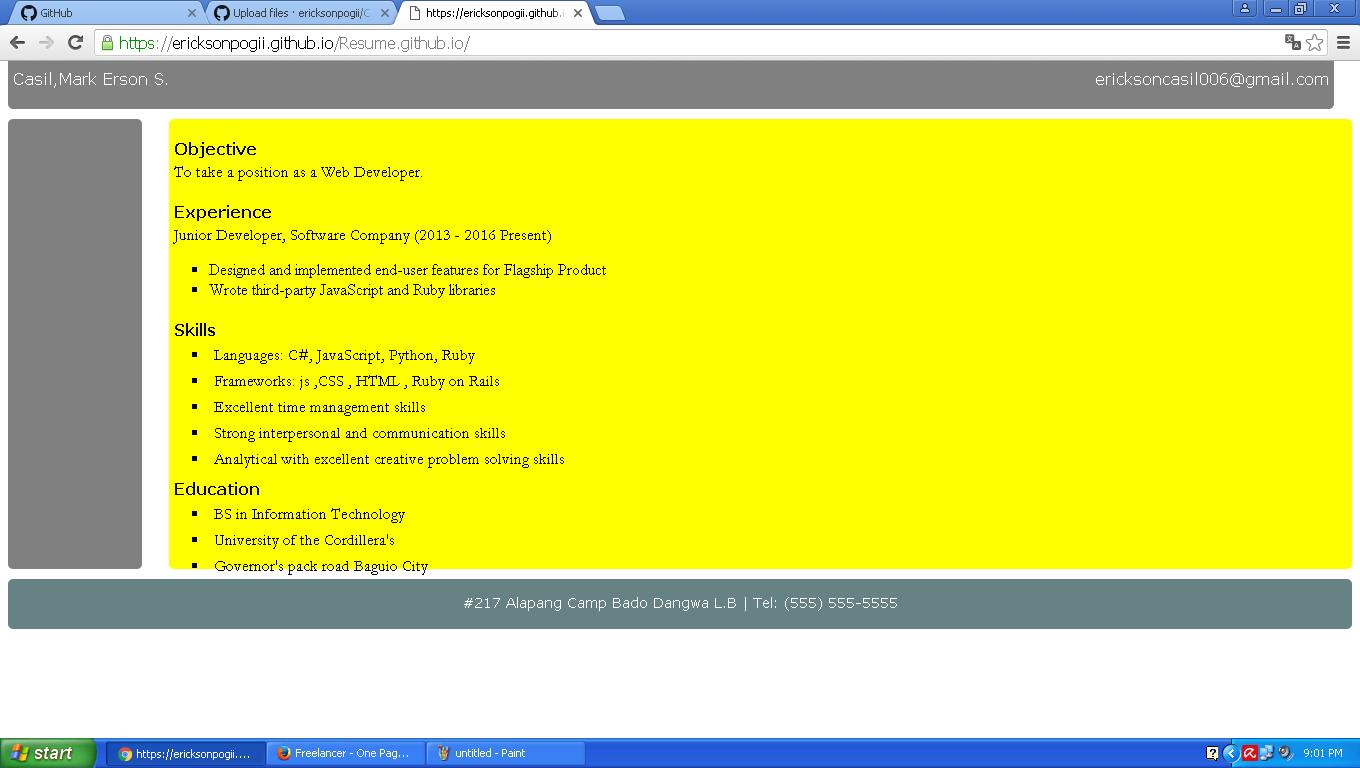 GitHub
Upload files · ericksonpogii/C
https://ericksonpogii.github.i
https://ericksonpogii.github.io/Resume.github.io/
Casil,Mark Erson S.
ericksoncasil006@gmail.com
Objective
To take a position as a Web Developer.
Experience
Junior Developer, Software Company (2013 - 2016 Present)
Designed and implemented end-user features for Flagship Product
Wrote third-party JavaScript and Ruby libraries
Skills
Languages: C#, JavaScript, Python, Ruby
Frameworks: js ,CSS , HTML , Ruby on Rails
Excellent time management skills
Strong interpersonal and communication skills
Analytical with excellent creative problem solving skills
Education
BS in Information Technology
University of the Cordillera's
Governor's pack road Baguio City
#217 Alapang Camp Bado Dangwa L.B | Tel: (555) 555-5555
start
https://ericksonpogii....
Freelancer - One Pag...
untitled - Paint
9:01 PM